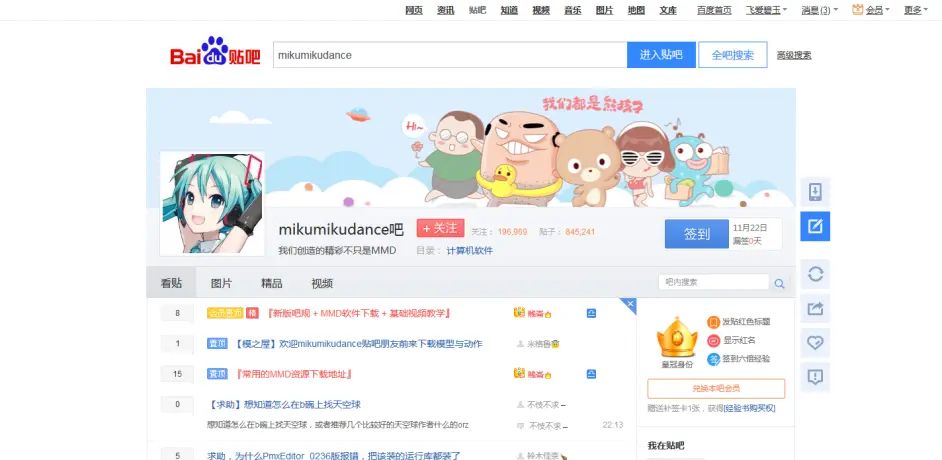 网页 资讯 贴吧 知道 视频 音乐 图片 地图 文库 百度首页 飞爱碧玉 消息(3) 会员 更多
Bai du 贴吧 mikumikudance 进入贴吧 全吧搜索 高级搜索
我们都是熊孩子
Hi~
mikumikudance吧 + 关注 关注: 196,959 贴子: 845,241
我们创造的精彩不只是MMD 目录: 计算机软件
签到 11月22日
漏签0天
看贴 图片 精品 视频 吧内搜索
8 会员置顶 精 『新版吧规 + MMD软件下载 + 基础视频教学』
1 置顶 【模之屋】欢迎mikumikudance贴吧朋友前来下载模型与动作 米格鲁
15 置顶 『常用的MMD资源下载地址』
0 【求助】想知道怎么在b碗上找天空球 不忮不求
想知道怎么在b碗上找天空球，或者推荐几个比较好的天空球作者什么的orz 不忮不求 22:13
5 求助，为什么PmxEditor_0236版报错，把该装的运行库都装了 铃木佳奈
皇冠身份
发贴红色标题
显示红名
签到六倍经验
兑换本吧会员
赠送补签卡1张，获得[经验书购买权]
我在贴吧